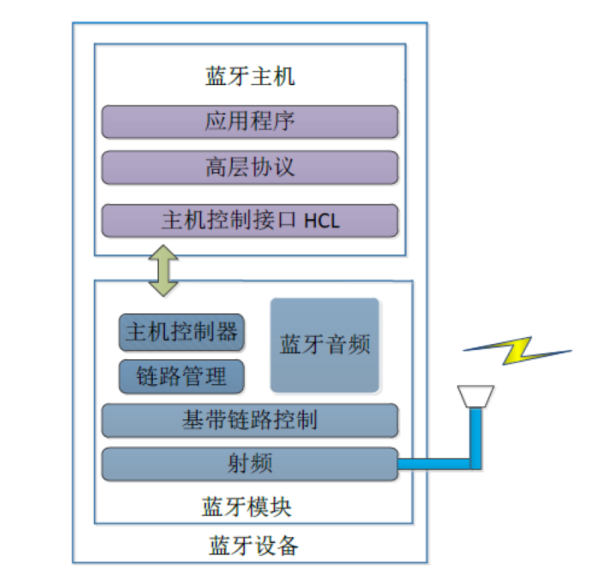 蓝牙主机
应用程序
高层协议
主机控制接口 HCL
主机控制器
蓝牙音频
链路管理
基带链路控制
射频
蓝牙模块
蓝牙设备